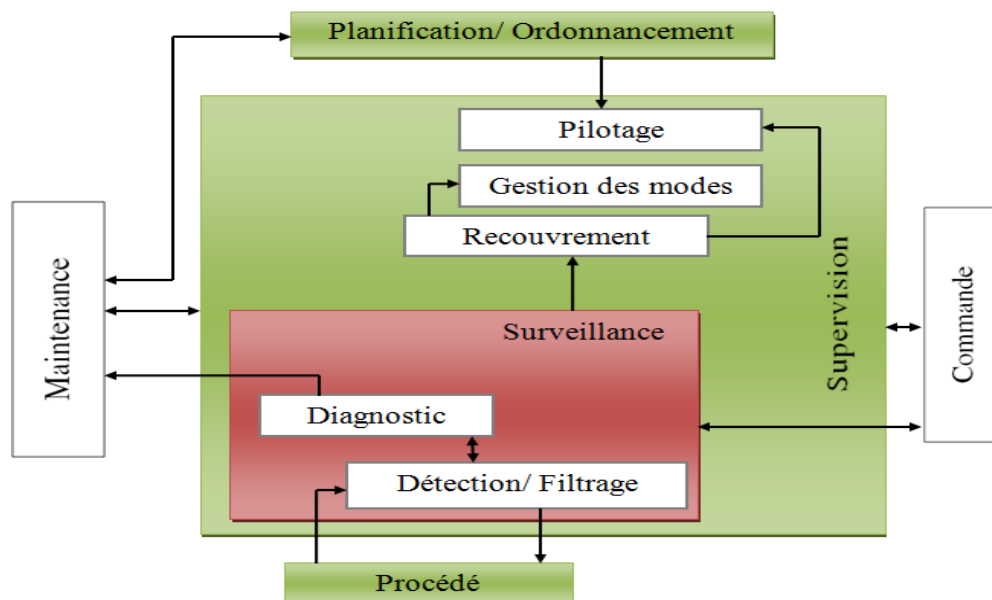 Planification/ Ordonnancement
Pilotage
Gestion des modes
Recouvrement
Maintenance
Supervision
Commande
Surveillance
Diagnostic
Détection/ Filtrage
Procédé